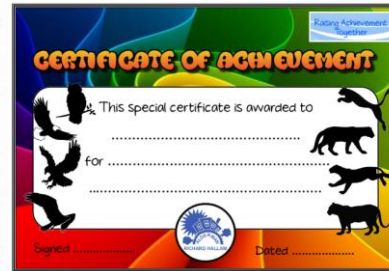 Raising Achievement
Together
CERTIFICATE OF ACHIEVEMENT
This special certificate is awarded to
..................................................
for ..................................................
..................................................
RICHARD HALLAM
Signed .................. Dated ..................